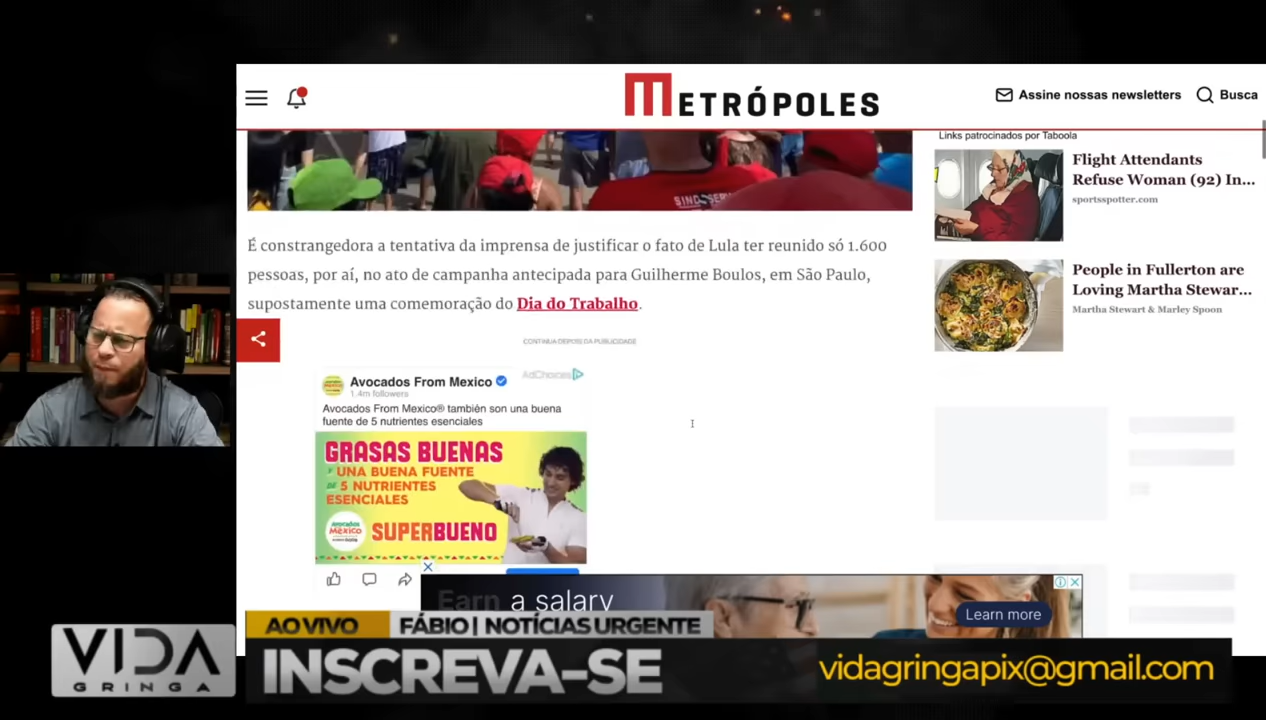 METRÓPOLES
Assine nossas newsletters
Busca
É constrangedora a tentativa da imprensa de justificar o fato de Lula ter reunido só 1.600
pessoas, por aí, no ato de campanha antecipada para Guilherme Boulos, em São Paulo,
supostamente uma comemoração do Dia do Trabalho.
CONTINUA DEPOIS DA PUBLICIDADE
Avocados From Mexico
AdChoices
1.4m followers
Avocados From Mexico® también son una buena
fuente de 5 nutrientes esenciales
GRASAS BUENAS
Y UNA BUENA FUENTE
DE 5 NUTRIENTES
ESENCIALES
Avocados
México
SUPERBUENO
Links patrocinados por Taboola
Flight Attendants
Refuse Woman (92) In...
sportsspotter.com
People in Fullerton are
Loving Martha Stewar...
Martha Stewart & Marley Spoon
Earn a salary
Learn more
AO VIVO
FÁBIO | NOTÍCIAS URGENTE
VIDA
GRINGA
INSCREVA-SE
vidagringapix@gmail.com